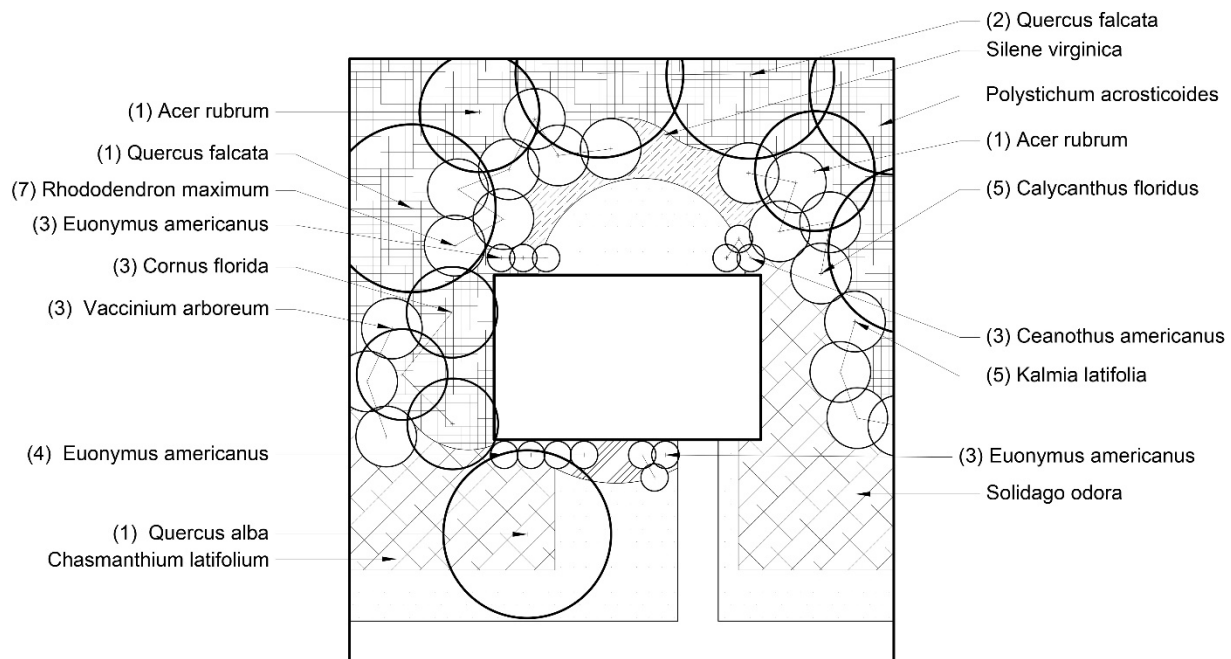 (2) Quercus falcata
Silene virginica
Polystichum acrosticoides
(1) Acer rubrum
(5) Calycanthus floridus
(3) Ceanothus americanus
(5) Kalmia latifolia
(3) Euonymus americanus
Solidago odora
(1) Acer rubrum
(1) Quercus falcata
(7) Rhododendron maximum
(3) Euonymus americanus
(3) Cornus florida
(3) Vaccinium arboreum
(4) Euonymus americanus
(1) Quercus alba
Chasmanthium latifolium